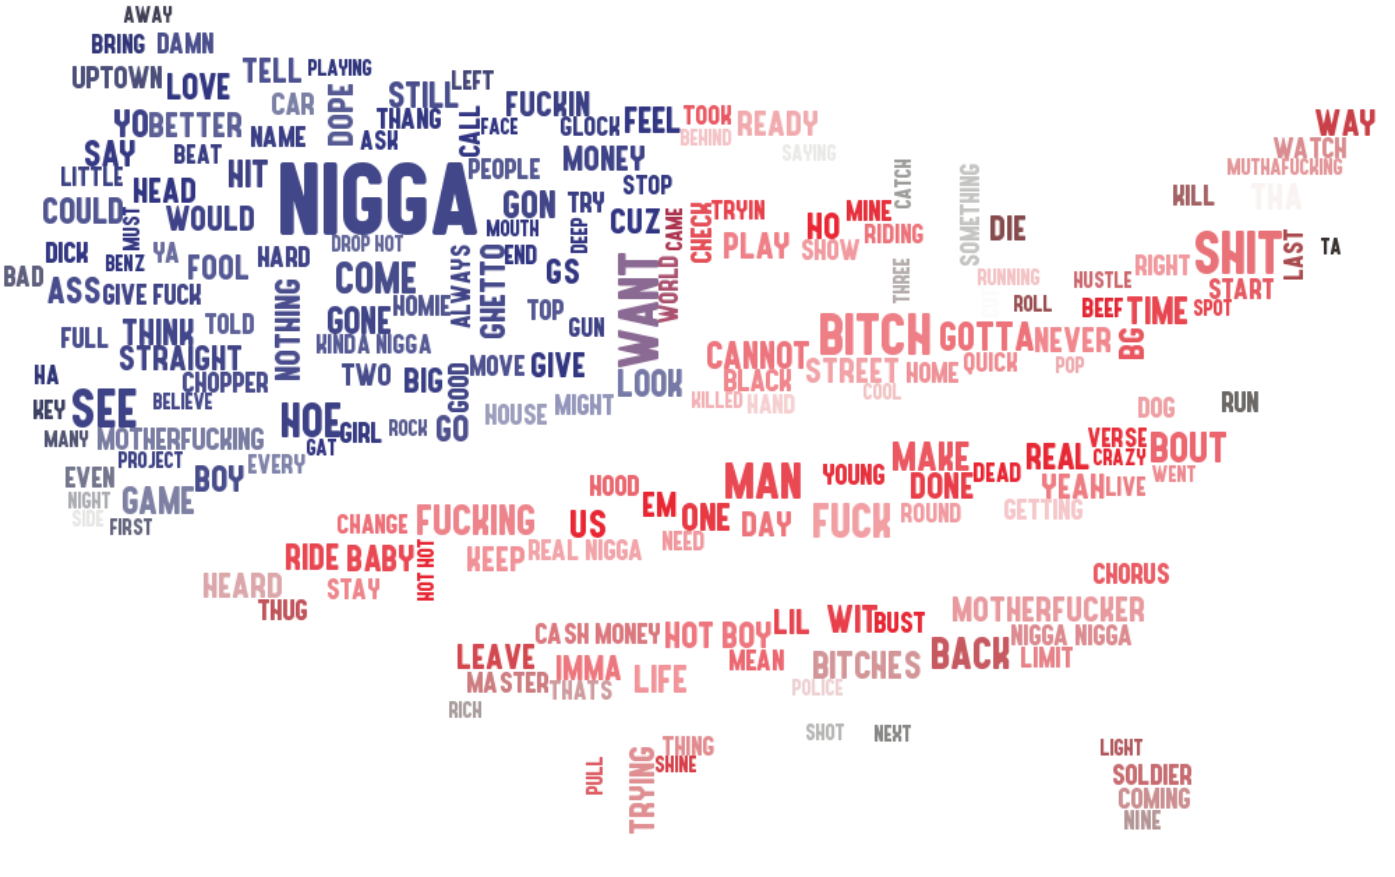 AWAY
BRING DAMN
UPTOWN LOVE TELL PLAYING
CAR DOPE STILL LEFT
THANG CALL FUCKIN
YO BETTER NAME ASK FACE GLOCK FEEL TOOK READY WAY
BEHIND SAYING WATCH
SAY BEAT HIT PEOPLE MONEY MUTHAFUCKING
LITTLE HEAD NIGGA STOP CATCH SOMETHING KILL THA
COULD MUST WOULD GON TRY CUZ CAME CHECK TRYIN HO MINE DIE
MOUTH DEEP RIDING
DICK BENZ YA HARD DROP HOT END PLAY SHOW SHIT LAST TA
BAD FOOL COME ALWAYS GHETTO GS WANT WORLD THREE RUNNING HUSTLE RIGHT
ASS GIVE FUCK NOTHING HOMIE TOP ROLL START
GONE BEEF TIME SPOT
FULL THINK TOLD GUN BITCH GOTTA NEVER BG
STRAIGHT KINDA NIGGA CANNOT
HA CHOPPER TWO BIG GOOD MOVE GIVE LOOK BLACK STREET HOME QUICK POP
KEY SEE BELIEVE HOUSE MIGHT KILLED HAND COOL DOG RUN
HOE GIRL ROCK GO
MANY MOTHERFUCKING GAT VERSE BOUT
PROJECT EVERY MAKE REAL CRAZY
EVEN BOY MAN YOUNG DEAD WENT
NIGHT GAME HOOD DONE YEAH LIVE
SIDE FIRST EM GETTING
CHANGE FUCKING US ONE DAY FUCK ROUND
RIDE BABY HOT HOT KEEP REAL NIGGA NEED
HEARD STAY CHORUS
THUG MOTHERFUCKER
CASH MONEY HOT BOY LIL WIT BUST NIGGA NIGGA
LEAVE IMMA MEAN BITCHES BACK LIMIT
MASTER THATS LIFE POLICE
RICH
SHOT NEXT
THING LIGHT
PULL TRYING SHINE SOLDIER
COMING
NINE